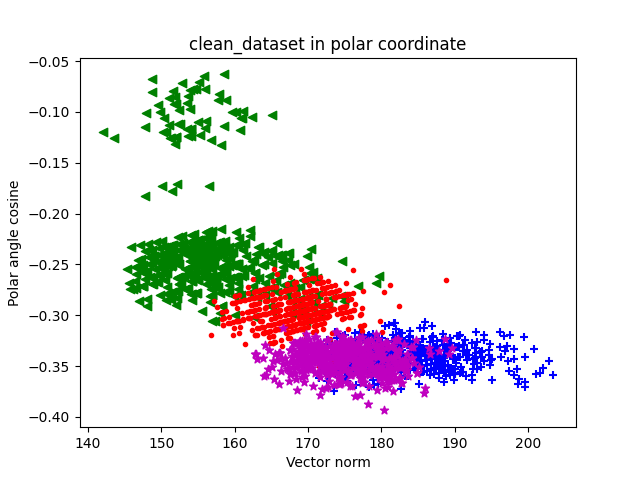 clean_dataset in polar coordinate
−0.05
−0.10
−0.15
−0.20
−0.25
−0.30
−0.35
−0.40
Polar angle cosine
140 150 160 170 180 190 200
Vector norm